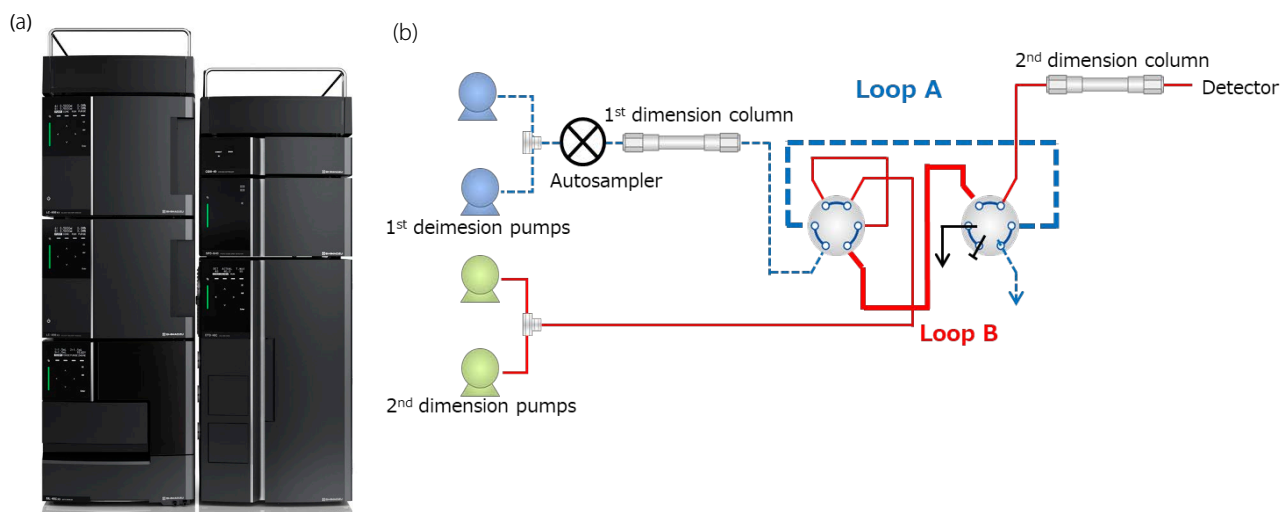 (a)
(b)
2nd dimension column
Loop A
Detector
1st dimension column
Autosampler
1st deimesion pumps
Loop B
2nd dimension pumps